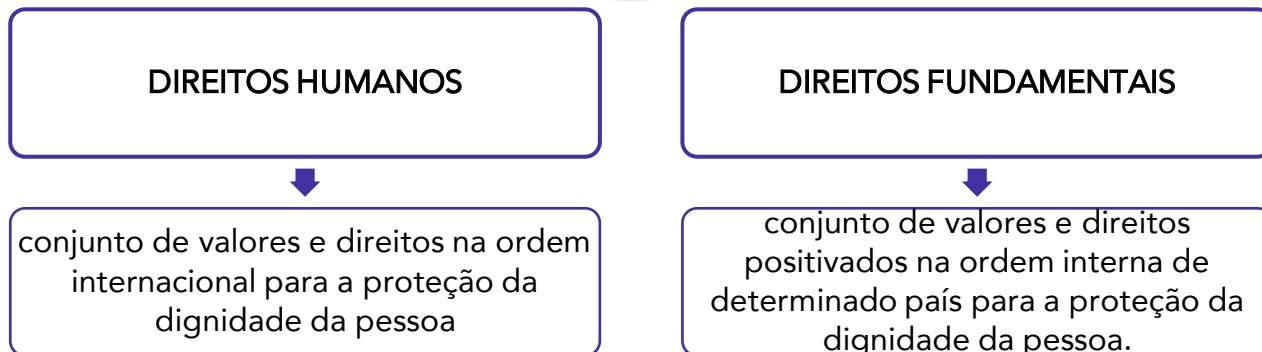 DIREITOS HUMANOS
conjunto de valores e direitos na ordem
internacional para a proteção da
dignidade da pessoa
DIREITOS FUNDAMENTAIS
conjunto de valores e direitos
positivados na ordem interna de
determinado país para a proteção da
dignidade da pessoa.